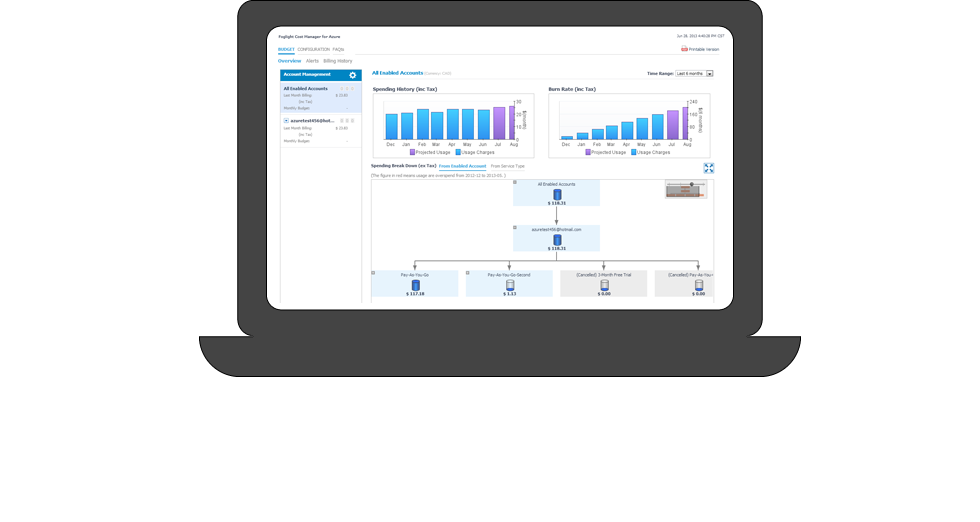 Foglight Cost Manager for Azure
Jun 28, 2013 4:40:26 PM CST
BUDGET CONFIGURATION FAQs
Printable Version
Overview Alerts Billing History
Account Management
All Enabled Accounts
Time Range: Last 6 months
All Enabled Accounts
Last Month Billing:
(inc Tax)
Monthly Budget: -
azuretest456@hot...
Last Month Billing:
(inc Tax)
Monthly Budget: -
Spending History (inc Tax)
30
20
10
0
$(months)
Dec Jan Feb Mar Apr May Jun Jul Aug
Projected Usage Usage Charges
Burn Rate (inc Tax)
240
160
80
0
$(all months)
Dec Jan Feb Mar Apr May Jun Jul Aug
Projected Usage Usage Charges
Spending Break Down (ex Tax) From Enabled Account From Service Type
(The figure in red means usage are overspend from 2012-12 to 2013-05. )
All Enabled Accounts
$ 118.31
azuretest456@hotmail.com
$ 118.31
Pay-As-You-Go
$ 117.18
Pay-As-You-Go-Second
$ 1.13
(Cancelled) 3-Month Free Trial
$ 0.00
(Cancelled) Pay-As-You-
$ 0.00